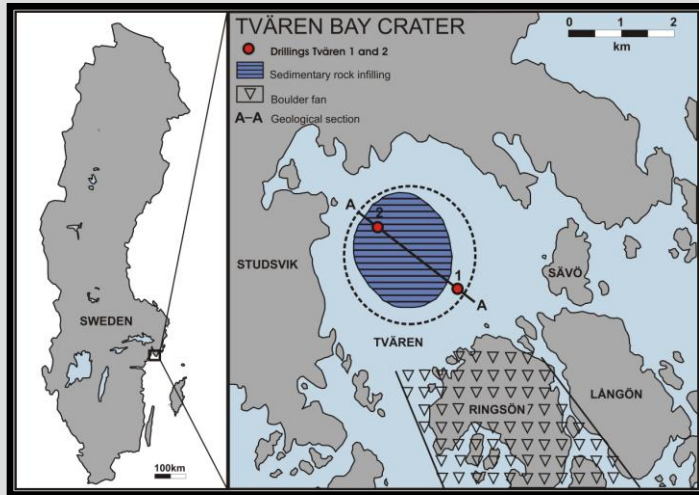 TVÄREN BAY CRATER
Drillings Tvären 1 and 2
Sedimentary rock infilling
Boulder fan
A–A Geological section
0 1 2
km
A
2
1
A
STUDSVIK
SÄVÖ
SWEDEN
TVÄREN
LÅNGÖN
RINGSÖN
100km